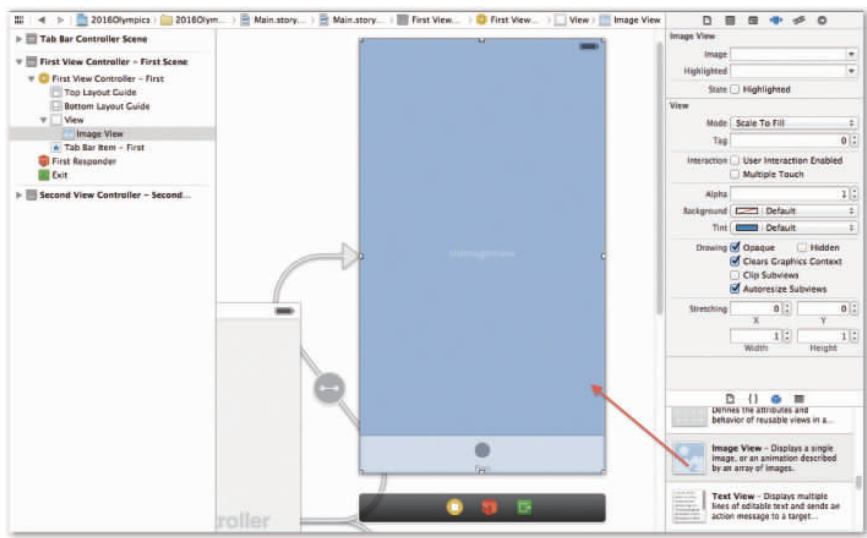 2016Olympics
2016Olym...
Main.story...
Main.story...
First View...
First View...
View
Image View
Tab Bar Controller Scene
First View Controller – First Scene
First View Controller – First
Top Layout Guide
Bottom Layout Guide
View
Image View
Tab Bar Item – First
First Responder
Exit
Second View Controller – Second...
UIImageView
First
troller
Image View
Image
Highlighted
State Highlighted
View
Mode Scale To Fill
Tag 0
Interaction User Interaction Enabled
Multiple Touch
Alpha 1
Background Default
Tint Default
Drawing Opaque Hidden
Clears Graphics Context
Clip Subviews
Autoresize Subviews
Stretching 0 0
X Y
1 1
Width Height
{ }
Defines the attributes and
behavior of reusable views in a...
Image View – Displays a single
image, or an animation described
by an array of images.
Text View – Displays multiple
lines of editable text and sends an
action message to a target...